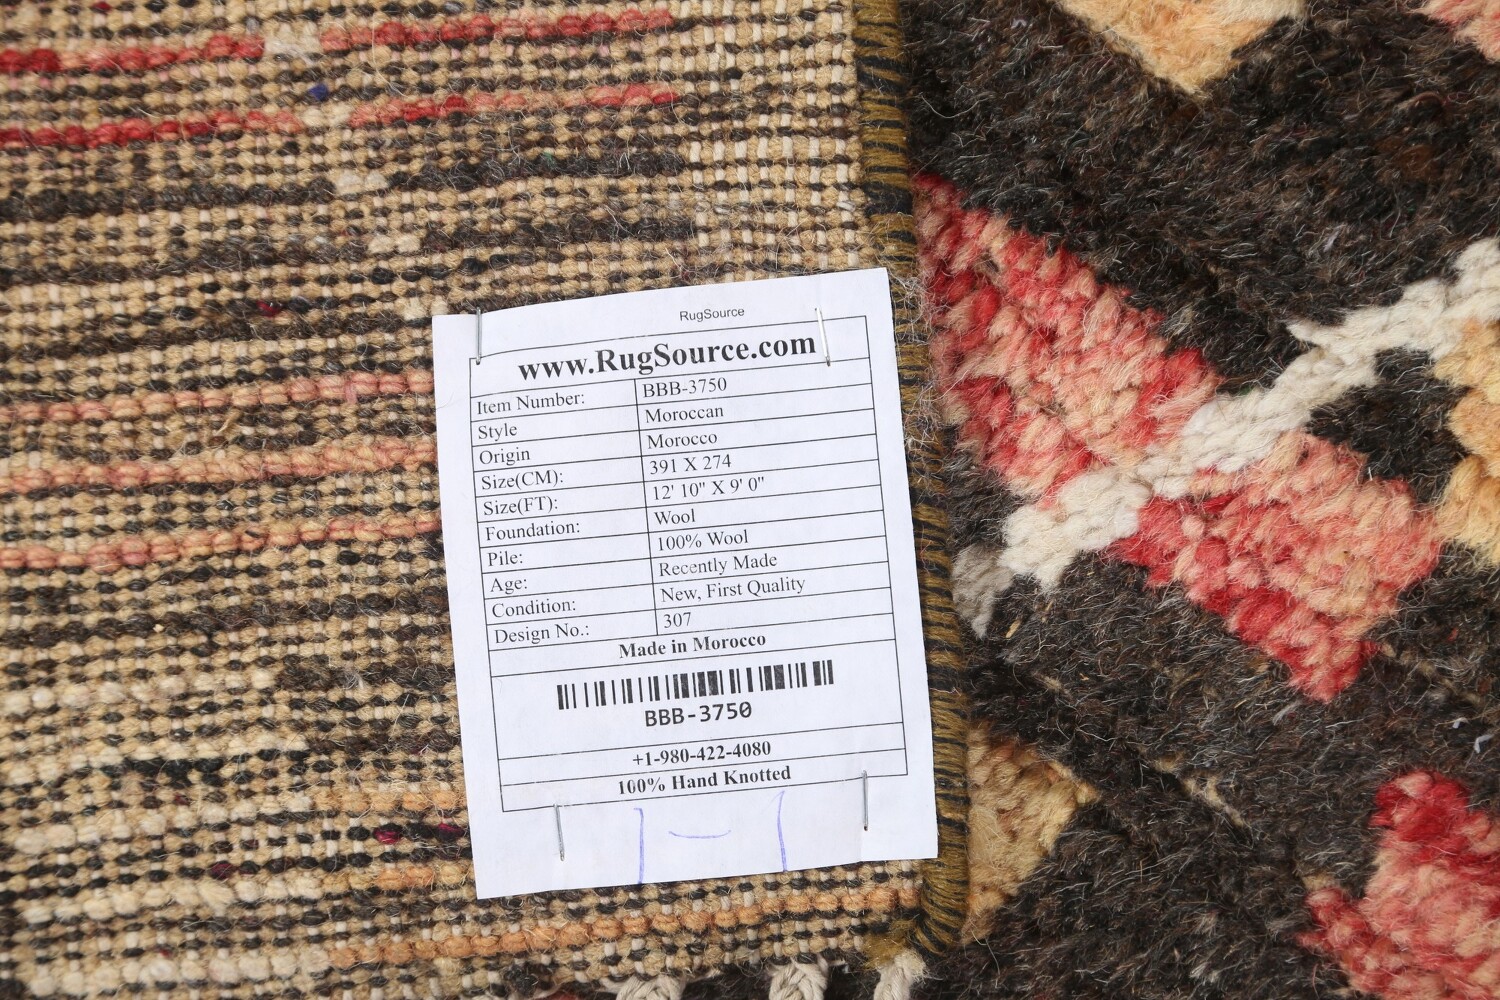 RugSource
www.RugSource.com
Item Number: BBB-3750
Style Moroccan
Origin Morocco
Size(CM): 391 X 274
Size(FT): 12' 10" X 9' 0"
Foundation: Wool
Pile: 100% Wool
Age: Recently Made
Condition: New, First Quality
Design No.: 307
Made in Morocco
BBB-3750
+1-980-422-4080
100% Hand Knotted
1-1